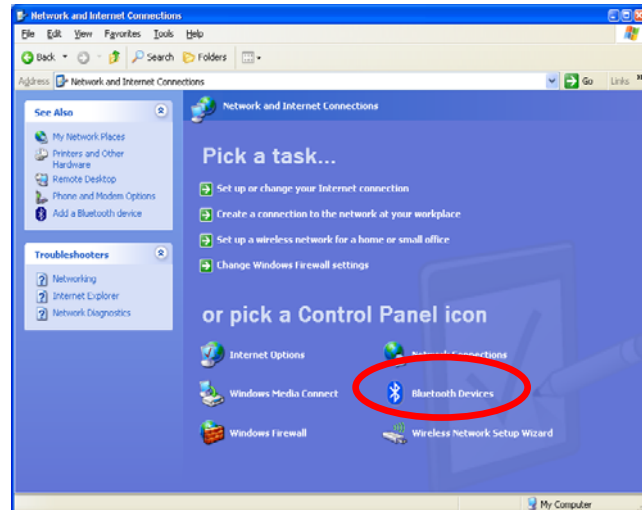 Network and Internet Connections
File Edit View Favorites Tools Help
Back Search Folders
Address Network and Internet Connections Go Links »
See Also
My Network Places
Printers and Other
Hardware
Remote Desktop
Phone and Modem Options
Add a Bluetooth device
Troubleshooters
Networking
Internet Explorer
Network Diagnostics
Network and Internet Connections
Pick a task...
Set up or change your Internet connection
Create a connection to the network at your workplace
Set up a wireless network for a home or small office
Change Windows Firewall settings
or pick a Control Panel icon
Internet Options
Network Connections
Windows Media Connect
Bluetooth Devices
Windows Firewall
Wireless Network Setup Wizard
My Computer